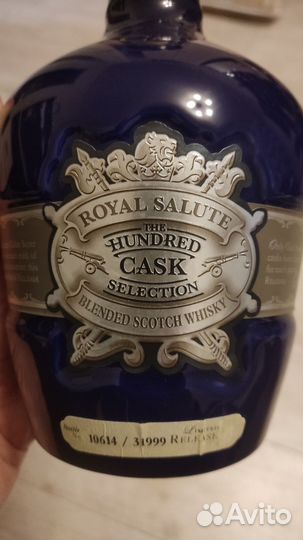 ROYAL SALUTE
THE
HUNDRED
CASK
SELECTION
BLENDED SCOTCH WHISKY
10614 / 31999
LIMITED
RELEASE
Avito